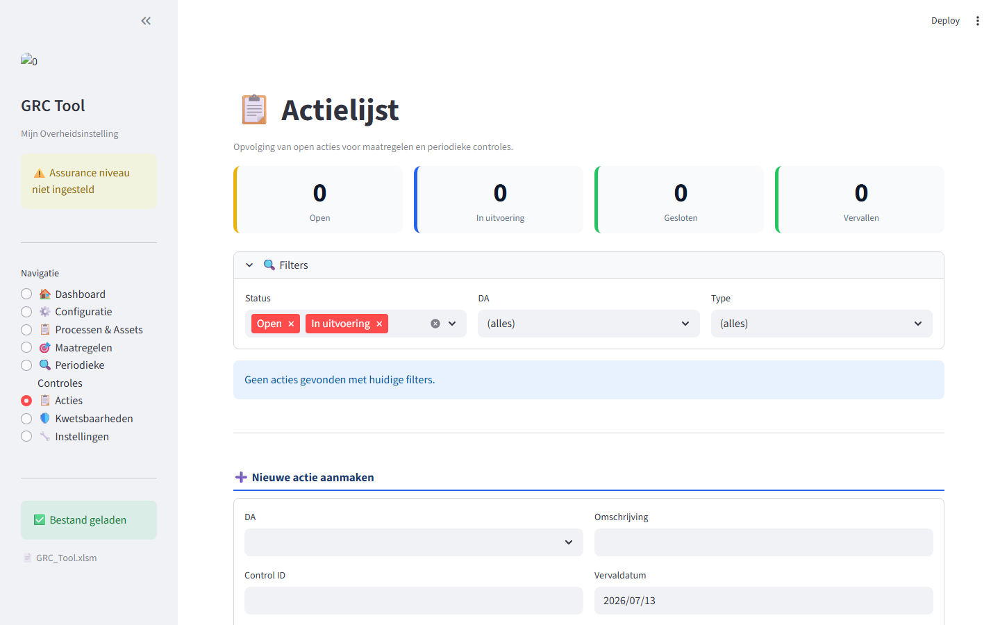 Deploy
0
GRC Tool
Mijn Overheidsinstelling
Assurance niveau
niet ingesteld
Navigatie
Dashboard
Configuratie
Processen & Assets
Maatregelen
Periodieke
Controles
Acties
Kwetsbaarheden
Instellingen
Bestand geladen
GRC_Tool.xlsm
Actielijst
Opvolging van open acties voor maatregelen en periodieke controles.
0
Open
0
In uitvoering
0
Gesloten
0
Vervallen
Filters
Status
DA
Type
Open
In uitvoering
(alles)
(alles)
Geen acties gevonden met huidige filters.
Nieuwe actie aanmaken
DA
Omschrijving
Control ID
Vervaldatum
2026/07/13